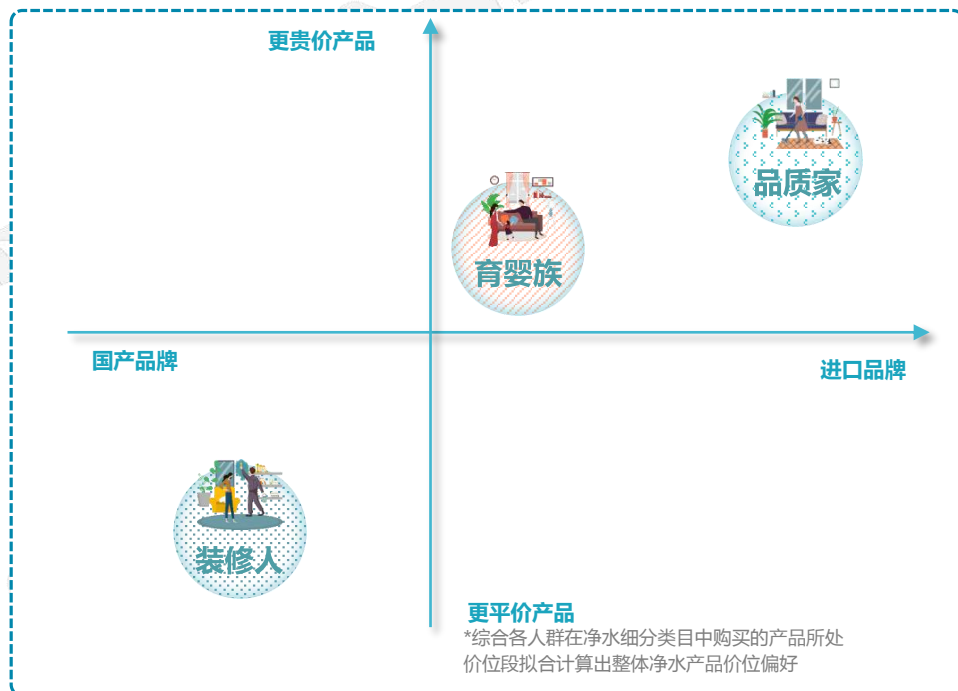 更贵价产品
品质家
育婴族
国产品牌
进口品牌
装修人
更平价产品
*综合各人群在净水细分类目中购买的产品所处
价位段拟合计算出整体净水产品价位偏好